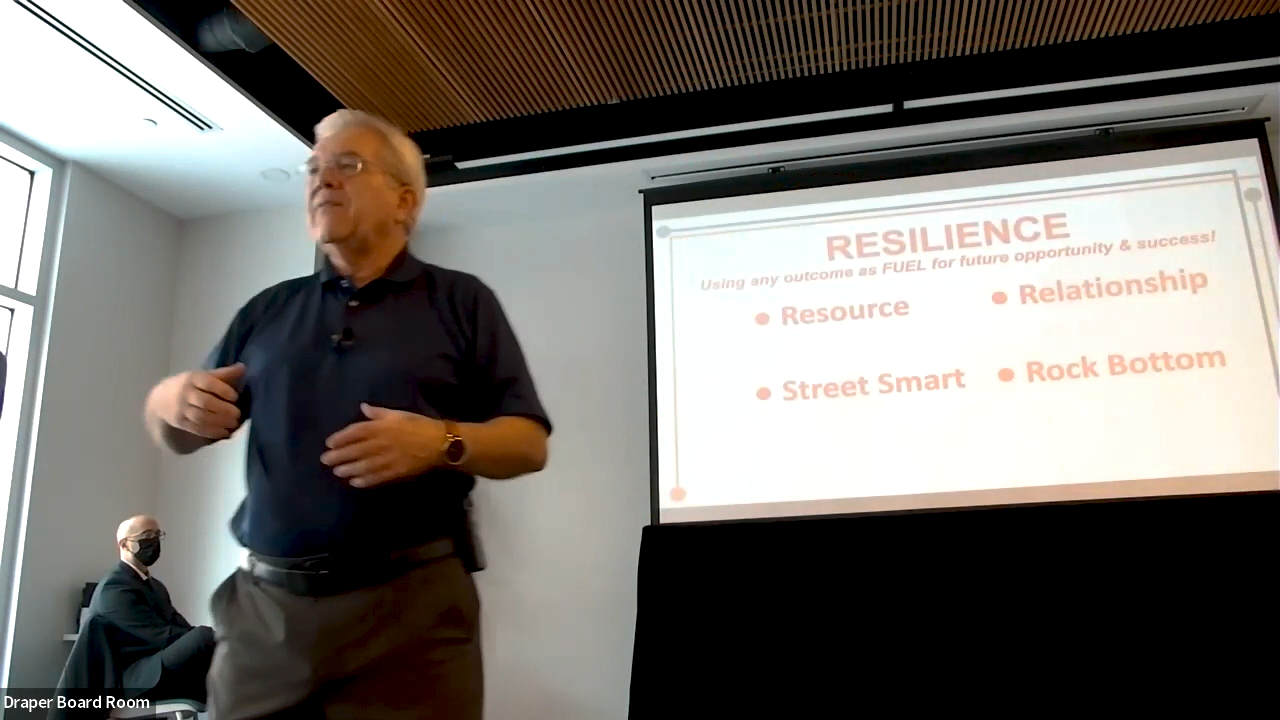 RESILIENCE
Using any outcome as FUEL for future opportunity & success!
● Resource
● Relationship
● Street Smart
● Rock Bottom
Draper Board Room